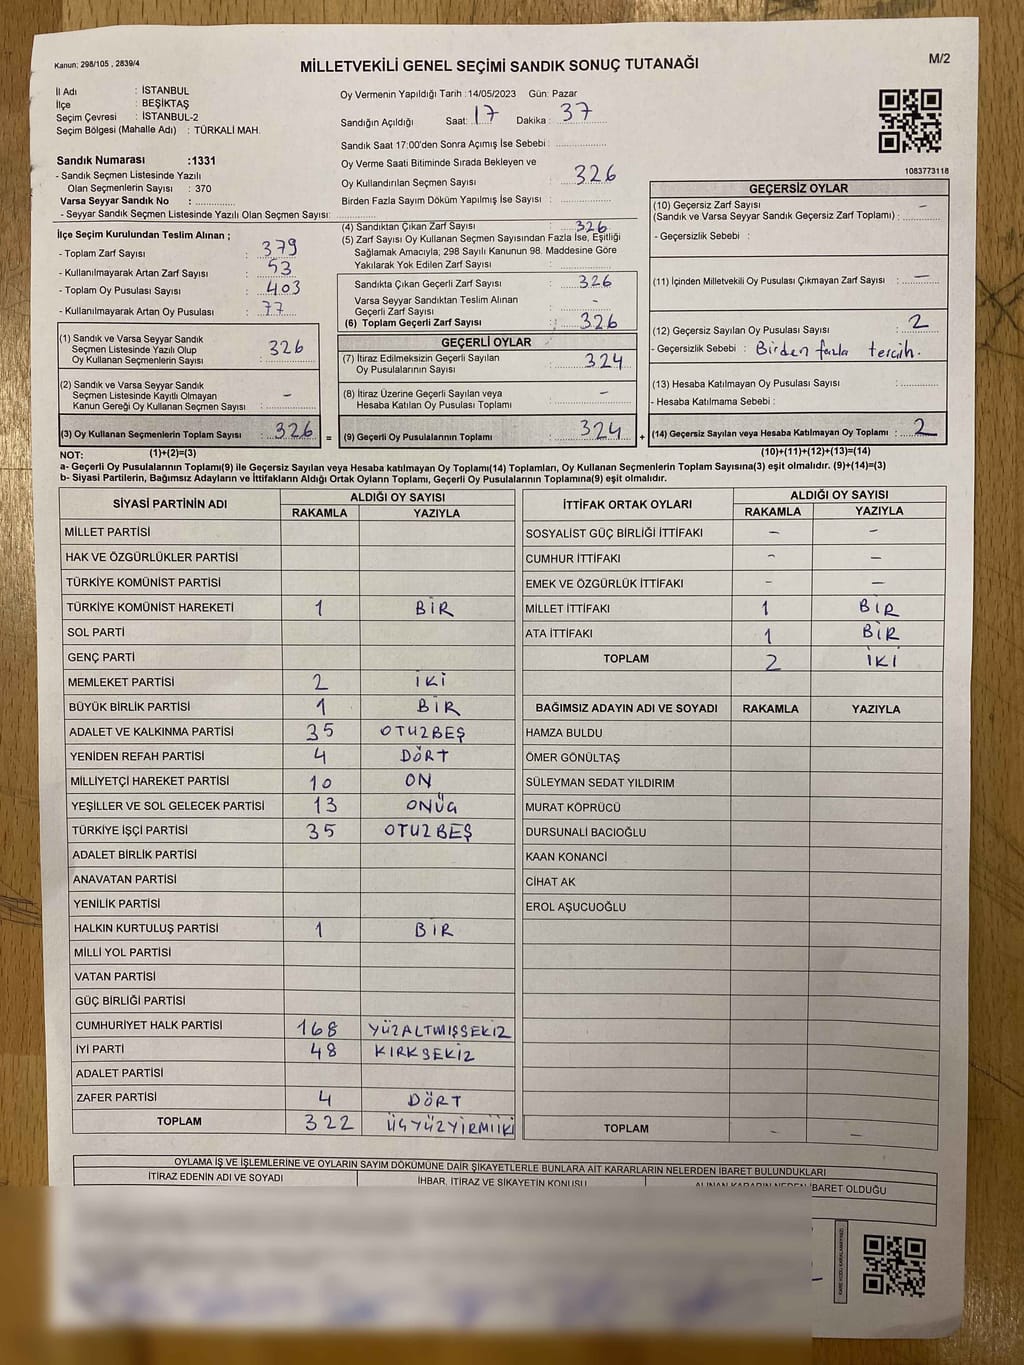 Kanun; 298/105 , 2839/4
MİLLETVEKİLİ GENEL SEÇİMİ SANDIK SONUÇ TUTANAĞI
M/2
İl Adı : İSTANBUL
İlçe : BEŞİKTAŞ
Seçim Çevresi : İSTANBUL-2
Seçim Bölgesi (Mahalle Adı) : TÜRKALİ MAH.
Sandık Numarası :1331
- Sandık Seçmen Listesinde Yazılı
Olan Seçmenlerin Sayısı : 370
Varsa Seyyar Sandık No :
- Seyyar Sandık Seçmen Listesinde Yazılı Olan Seçmen Sayısı:
Oy Vermenin Yapıldığı Tarih :14/05/2023 Gün: Pazar
Sandığın Açıldığı Saat: 17 Dakika : 37
Sandık Saat 17:00'den Sonra Açımış İse Sebebi :
Oy Verme Saati Bitiminde Sırada Bekleyen ve
Oy Kullandırılan Seçmen Sayısı : 326
Birden Fazla Sayım Döküm Yapılmış İse Sayısı :
1083773118
İlçe Seçim Kurulundan Teslim Alınan ;
- Toplam Zarf Sayısı : 379
- Kullanılmayarak Artan Zarf Sayısı : 53
- Toplam Oy Pusulası Sayısı : 403
- Kullanılmayarak Artan Oy Pusulası : 77
(4) Sandıktan Çıkan Zarf Sayısı : 326
(5) Zarf Sayısı Oy Kullanan Seçmen Sayısından Fazla İse, Eşitliği
Sağlamak Amacıyla, 298 Sayılı Kanunun 98. Maddesine Göre
Yakılarak Yok Edilen Zarf Sayısı :
Sandıkta Çıkan Geçerli Zarf Sayısı : 326
Varsa Seyyar Sandıktan Teslim Alınan
Geçerli Zarf Sayısı : -
(6) Toplam Geçerli Zarf Sayısı : 326
GEÇERSİZ OYLAR
(10) Geçersiz Zarf Sayısı -
(Sandık ve Varsa Seyyar Sandık Geçersiz Zarf Toplamı) :
- Geçersizlik Sebebi :
(11) İçinden Milletvekili Oy Pusulası Çıkmayan Zarf Sayısı : -
(12) Geçersiz Sayılan Oy Pusulası Sayısı : 2
- Geçersizlik Sebebi : Birden fazla tercih.
(13) Hesaba Katılmayan Oy Pusulası Sayısı :
- Hesaba Katılmama Sebebi :
(14) Geçersiz Sayılan veya Hesaba Katılmayan Oy Toplamı : 2
(10)+(11)+(12)+(13)=(14)
(1) Sandık ve Varsa Seyyar Sandık
Seçmen Listesinde Yazılı Olup
Oy Kullanan Seçmenlerin Sayısı : 326
(2) Sandık ve Varsa Seyyar Sandık
Seçmen Listesinde Kayıtlı Olmayan
Kanun Gereği Oy Kullanan Seçmen Sayısı : -
(3) Oy Kullanan Seçmenlerin Toplam Sayısı : 326 =
(1)+(2)=(3)
GEÇERLİ OYLAR
(7) İtiraz Edilmeksizin Geçerli Sayılan
Oy Pusulalarının Sayısı : 324
(8) İtiraz Üzerine Geçerli Sayılan veya
Hesaba Katılan Oy Pusulası Toplamı : -
(9) Geçerli Oy Pusulalarının Toplamı : 324 +
NOT:
a- Geçerli Oy Pusulalarının Toplamı(9) ile Geçersiz Sayılan veya Hesaba katılmayan Oy Toplamı(14) Toplamları, Oy Kullanan Seçmenlerin Toplam Sayısına(3) eşit olmalıdır. (9)+(14)=(3)
b- Siyasi Partilerin, Bağımsız Adayların ve İttifakların Aldığı Ortak Oyların Toplamı, Geçerli Oy Pusulalarının Toplamına(9) eşit olmalıdır.
SİYASİ PARTİNİN ADI ALDIĞI OY SAYISI
RAKAMLA YAZIYLA
MİLLET PARTİSİ
HAK VE ÖZGÜRLÜKLER PARTİSİ
TÜRKİYE KOMÜNİST PARTİSİ
TÜRKİYE KOMÜNİST HAREKETİ 1 BİR
SOL PARTİ
GENÇ PARTİ
MEMLEKET PARTİSİ 2 İKİ
BÜYÜK BİRLİK PARTİSİ 1 BİR
ADALET VE KALKINMA PARTİSİ 35 OTUZBEŞ
YENİDEN REFAH PARTİSİ 4 DÖRT
MİLLİYETÇİ HAREKET PARTİSİ 10 ON
YEŞİLLER VE SOL GELECEK PARTİSİ 13 ONÜÇ
TÜRKİYE İŞÇİ PARTİSİ 35 OTUZBEŞ
ADALET BİRLİK PARTİSİ
ANAVATAN PARTİSİ
YENİLİK PARTİSİ
HALKIN KURTULUŞ PARTİSİ 1 BİR
MİLLİ YOL PARTİSİ
VATAN PARTİSİ
GÜÇ BİRLİĞİ PARTİSİ
CUMHURİYET HALK PARTİSİ 168 YÜZALTMIŞSEKİZ
İYİ PARTİ 48 KIRKSEKİZ
ADALET PARTİSİ
ZAFER PARTİSİ 4 DÖRT
TOPLAM 322 ÜÇYÜZYİRMİİKİ
İTTİFAK ORTAK OYLARI ALDIĞI OY SAYISI
RAKAMLA YAZIYLA
SOSYALİST GÜÇ BİRLİĞİ İTTİFAKI - -
CUMHUR İTTİFAKI - -
EMEK VE ÖZGÜRLÜK İTTİFAKI - -
MİLLET İTTİFAKI 1 BİR
ATA İTTİFAKI 1 BİR
TOPLAM 2 İKİ
BAĞIMSIZ ADAYIN ADI VE SOYADI RAKAMLA YAZIYLA
HAMZA BULDU
ÖMER GÖNÜLTAŞ
SÜLEYMAN SEDAT YILDIRIM
MURAT KÖPRÜCÜ
DURSUNALİ BACIOĞLU
KAAN KONANCİ
CİHAT AK
EROL AŞUCUOĞLU
TOPLAM - -
OYLAMA İŞ VE İŞLEMLERİNE VE OYLARIN SAYIM DÖKÜMÜNE DAİR ŞİKAYETLERLE BUNLARA AİT KARARLARIN NELERDEN İBARET BULUNDUKLARI
İTİRAZ EDENİN ADI VE SOYADI
İHBAR, İTİRAZ VE ŞİKAYETİN KONUSU
ALINAN KARARIN NEDEN İBARET OLDUĞU